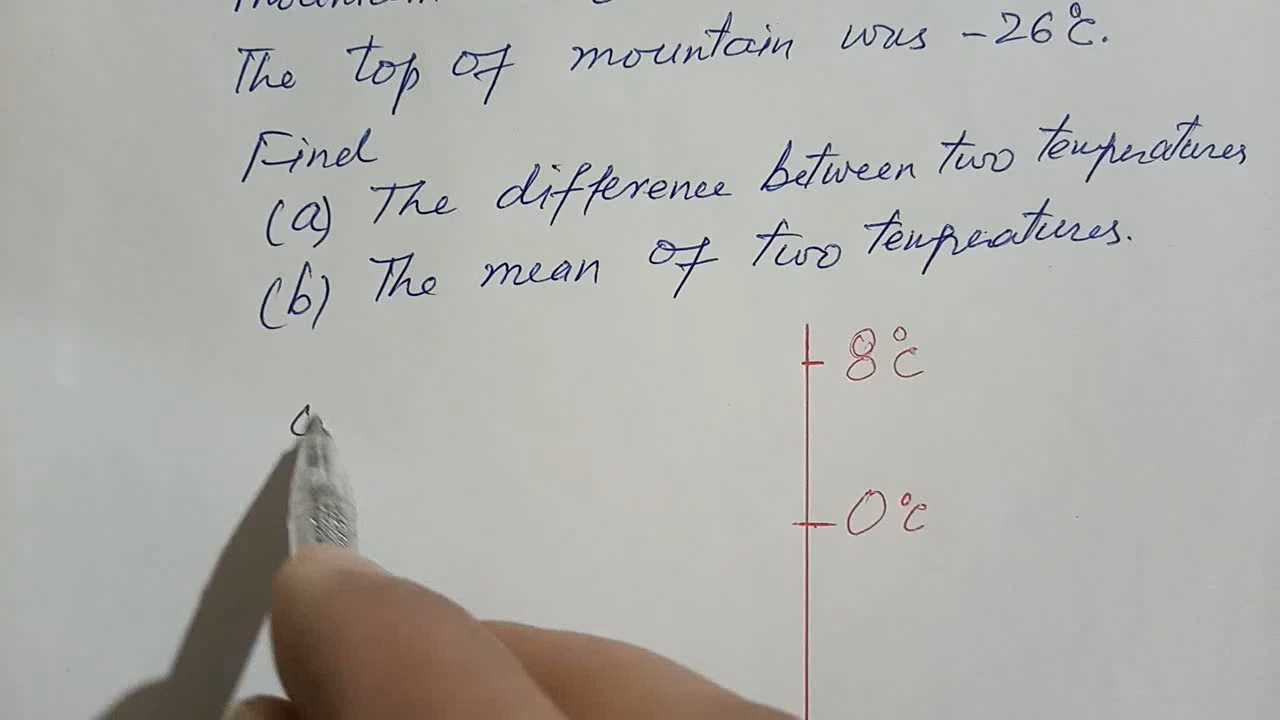 The top of mountain was -26°c.
Find
(a) The difference between two temperatures
(b) The mean of two temperatures.
8°c
0°c